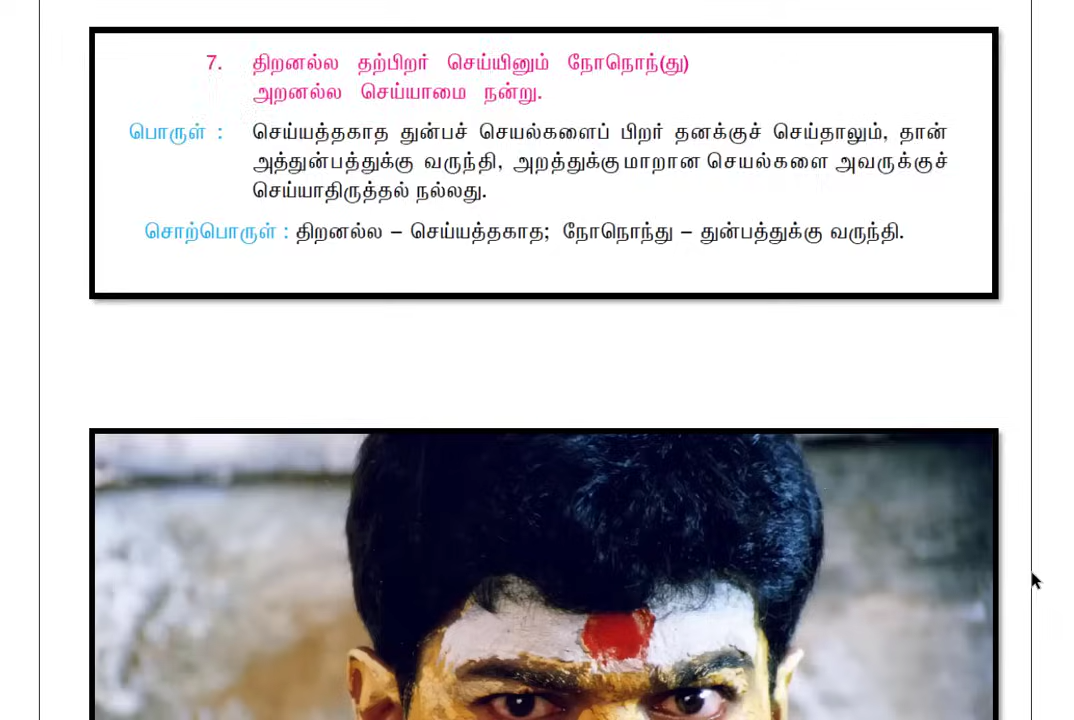 7. திறனல்ல தற்பிறர் செய்யினும் நோநொந்(து)
அறனல்ல செய்யாமை நன்று.
பொருள் : செய்யத்தகாத துன்பச் செயல்களைப் பிறர் தனக்குச் செய்தாலும், தான்
அத்துன்பத்துக்கு வருந்தி, அறத்துக்கு மாறான செயல்களை அவருக்குச்
செய்யாதிருத்தல் நல்லது.
சொற்பொருள் : திறனல்ல – செய்யத்தகாத; நோநொந்து – துன்பத்துக்கு வருந்தி.